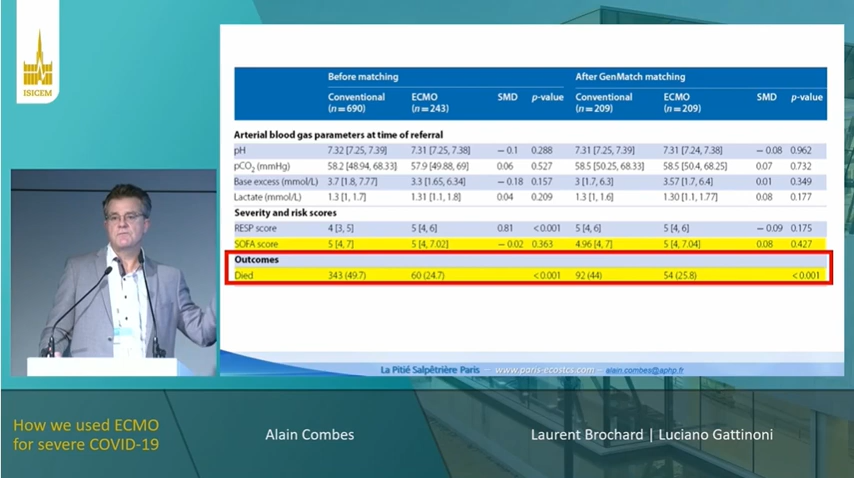 ISICEM
Before matching After GenMatch matching
Conventional (n=690) ECMO (n=243) SMD p-value Conventional (n=209) ECMO (n=209) SMD p-value
Arterial blood gas parameters at time of referral
pH 7.32 [7.25, 7.39] 7.31 [7.25, 7.38] − 0.1 0.288 7.31 [7.25, 7.39] 7.31 [7.24, 7.38] − 0.08 0.962
pCO2 (mmHg) 58.2 [48.94, 68.33] 57.9 [49.88, 69] 0.06 0.527 58.5 [50.25, 68.33] 58.5 [50.4, 68.25] 0.07 0.732
Base excess (mmol/L) 3.7 [1.8, 7.77] 3.3 [1.65, 6.34] − 0.18 0.157 3 [1.7, 6.3] 3.57 [1.7, 6.4] 0.01 0.349
Lactate (mmol/L) 1.3 [1, 1.7] 1.31 [1.1, 1.8] 0.04 0.209 1.3 [1, 1.6] 1.30 [1.1, 1.77] 0.08 0.177
Severity and risk scores
RESP score 4 [3, 5] 5 [4, 6] 0.81 <0.001 5 [4, 6] 5 [4, 6] − 0.09 0.175
SOFA score 5 [4, 7] 5 [4, 7.02] − 0.02 0.363 4.96 [4, 7] 5 [4, 7.04] 0.08 0.427
Outcomes
Died 343 (49.7) 60 (24.7) <0.001 92 (44) 54 (25.8) <0.001
La Pitié Salpêtrière Paris – www.paris-ecostcs.com – alain.combes@aphp.fr
How we used ECMO
for severe COVID-19
Alain Combes
Laurent Brochard | Luciano Gattinoni